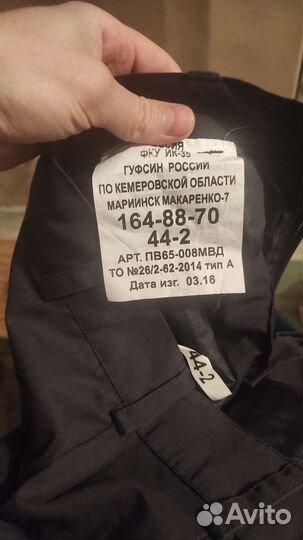 РОССИЯ
ФКУ ИК-35
ГУФСИН РОССИИ
ПО КЕМЕРОВСКОЙ ОБЛАСТИ
МАРИИНСК МАКАРЕНКО-7
164-88-70
44-2
АРТ. ПВ65-008МВД
ТО №26/2-62-2014 тип А
Дата изг. 03.16
44-2
Avito